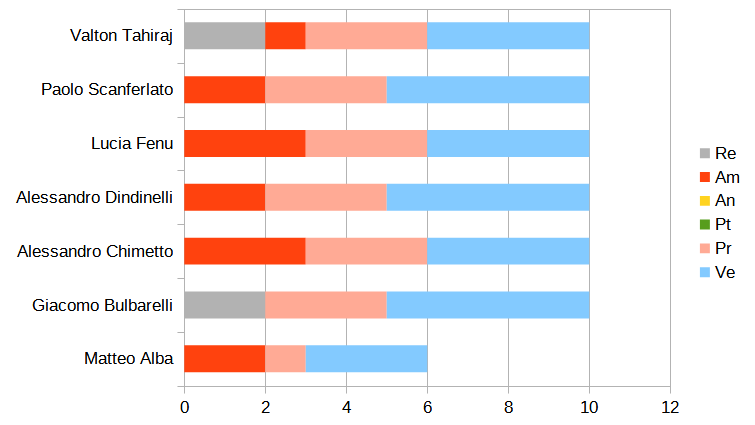 Valton Tahiraj
Paolo Scanferlato
Lucia Fenu
Alessandro Dindinelli
Alessandro Chimetto
Giacomo Bulbarelli
Matteo Alba
0 2 4 6 8 10 12
Re
Am
An
Pt
Pr
Ve